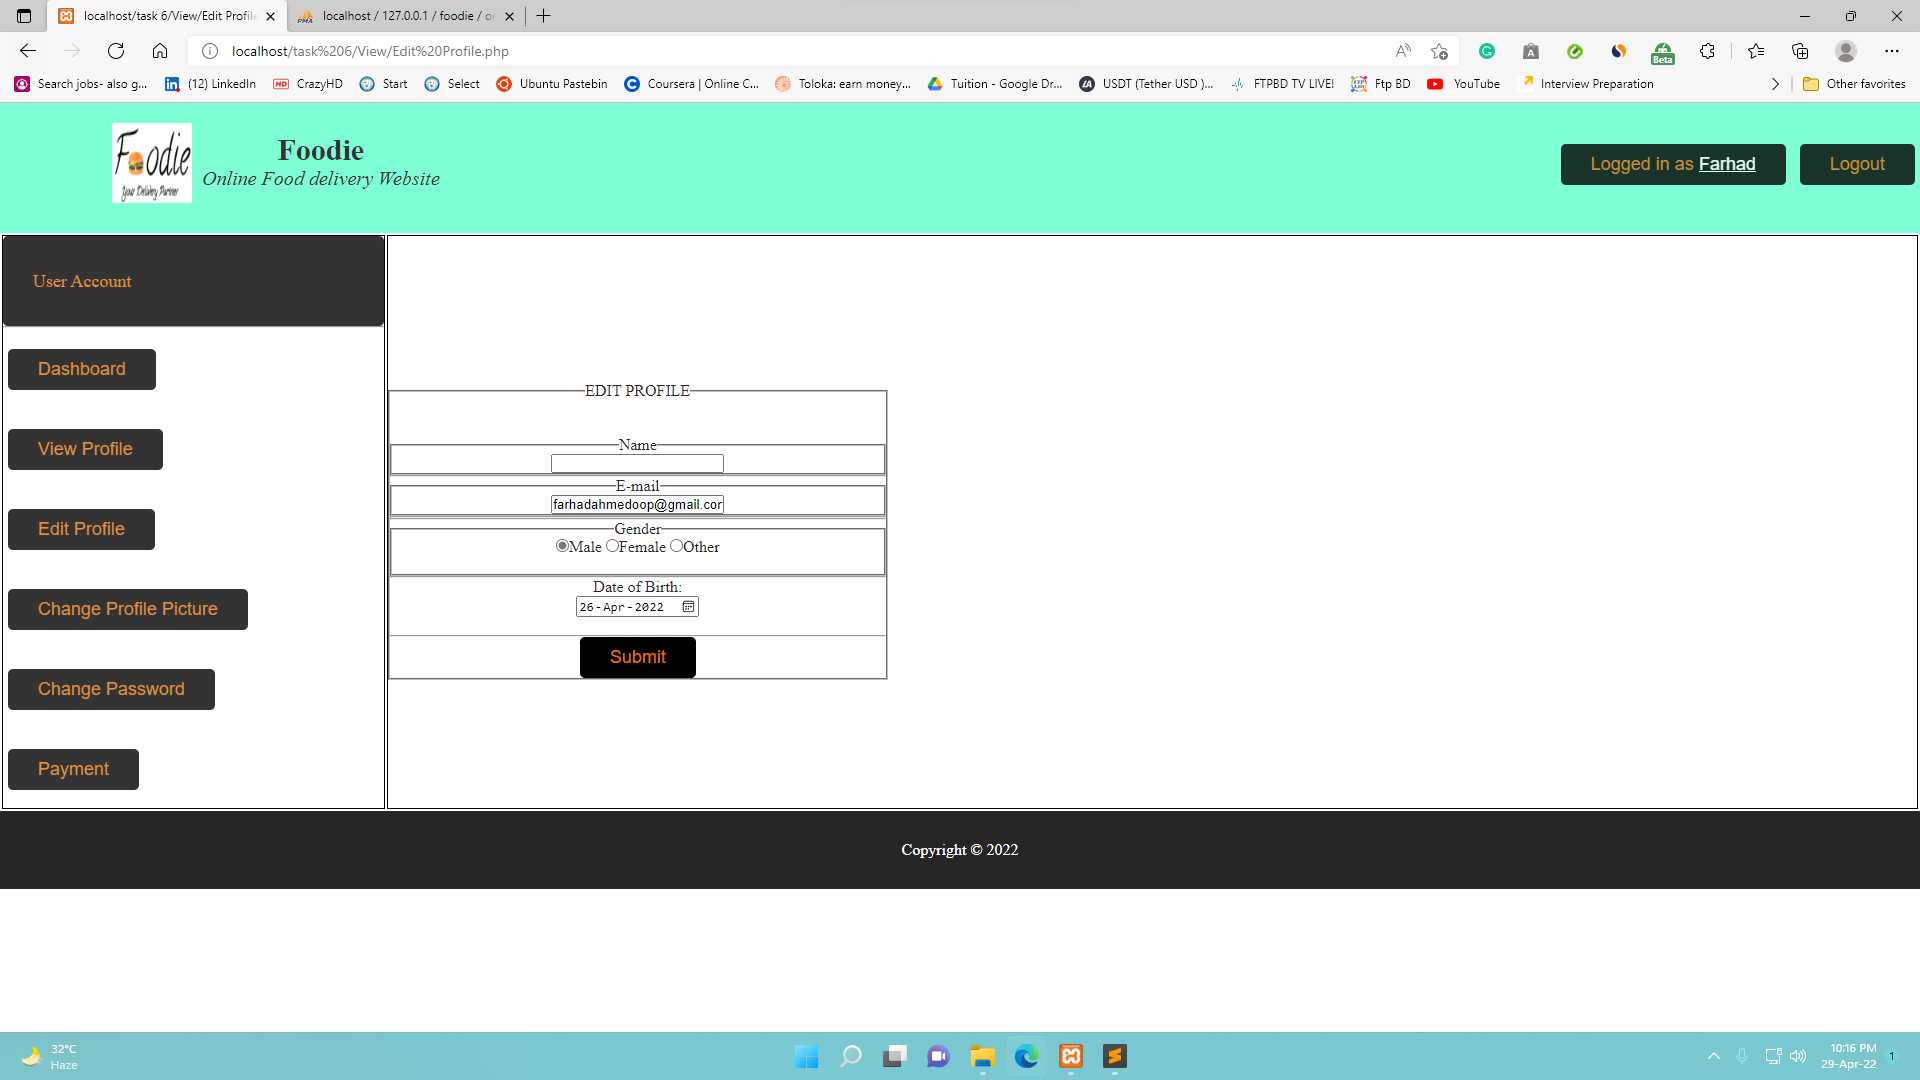 localhost/task 6/View/Edit Profile
localhost / 127.0.0.1 / foodie / o
localhost/task%206/View/Edit%20Profile.php
Beta
Search jobs- also g...
(12) LinkedIn
HD CrazyHD
Start
Select
Ubuntu Pastebin
Coursera | Online C...
Toloka: earn money...
Tuition - Google Dr...
USDT (Tether USD )...
FTPBD TV LIVE!
Ftp BD
YouTube
Interview Preparation
Other favorites
Foodie
Your Delivery Partner
Foodie
Online Food delivery Website
Logged in as Farhad
Logout
User Account
Dashboard
View Profile
Edit Profile
Change Profile Picture
Change Password
Payment
EDIT PROFILE
Name
E-mail
farhadahmedoop@gmail.cor
Gender
Male Female Other
Date of Birth:
26-Apr-2022
Submit
Copyright © 2022
32°C
Haze
10:16 PM
29-Apr-22
1